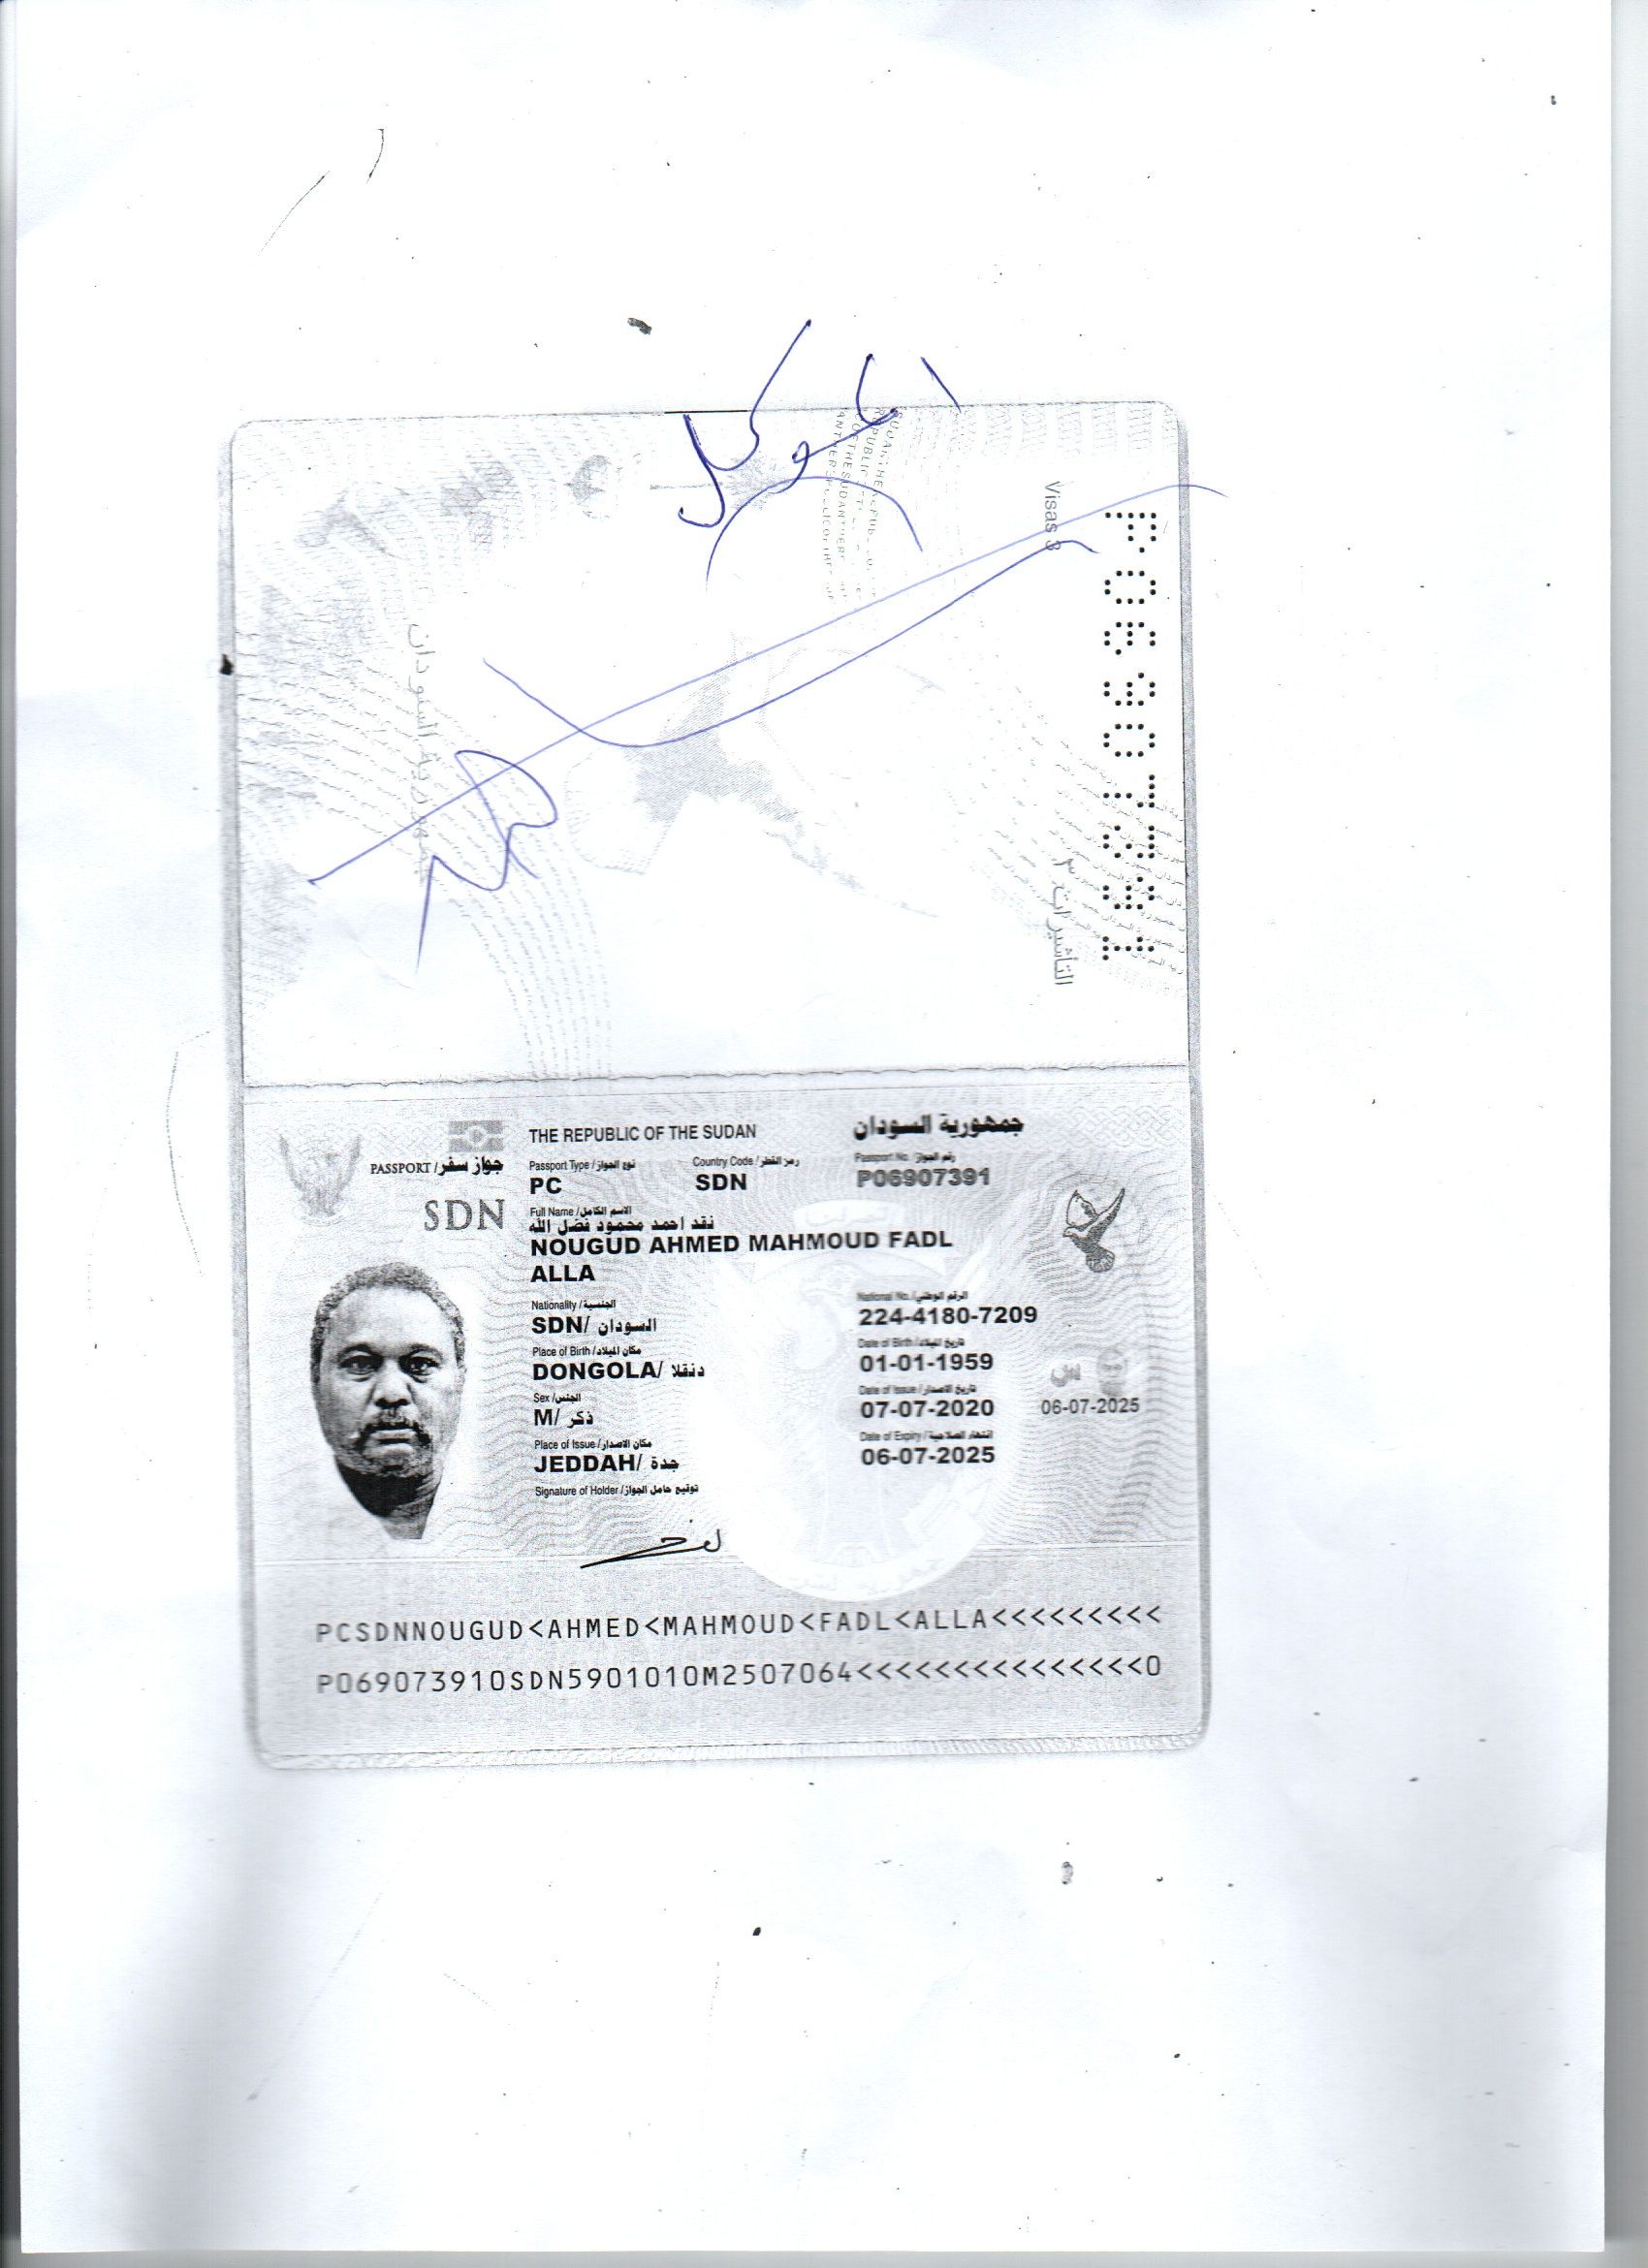 الموكل
Visas 3
P06907391
التأشيرات ٣
جمهورية السودان
THE REPUBLIC OF THE SUDAN
جمهورية السودان
PASSPORT / جواز سفر
Passport Type / نوع الجواز
Country Code / رمز القطر
Passport No. / رقم الجواز
PC
SDN
P06907391
SDN
Full Name / الاسم الكامل
نقد احمد محمود فضل الله
NOUGUD AHMED MAHMOUD FADL
ALLA
Nationality / الجنسية
National No. / الرقم الوطني
SDN/ السودان
224-4180-7209
Place of Birth / مكان الميلاد
Date of Birth / تاريخ الميلاد
DONGOLA/ دنقلا
01-01-1959
Sex / الجنس
Date of Issue / تاريخ الاصدار
M/ ذكر
07-07-2020
06-07-2025
Place of Issue / مكان الاصدار
Date of Expiry / انتهاء الصلاحية
JEDDAH/ جدة
06-07-2025
Signature of Holder / توقيع حامل الجواز
PCSDNNOUGUD<AHMED<MAHMOUD<FADL<ALLA<<<<<<<<<
P069073910SDN5901010M2507064<<<<<<<<<<<<<<<0